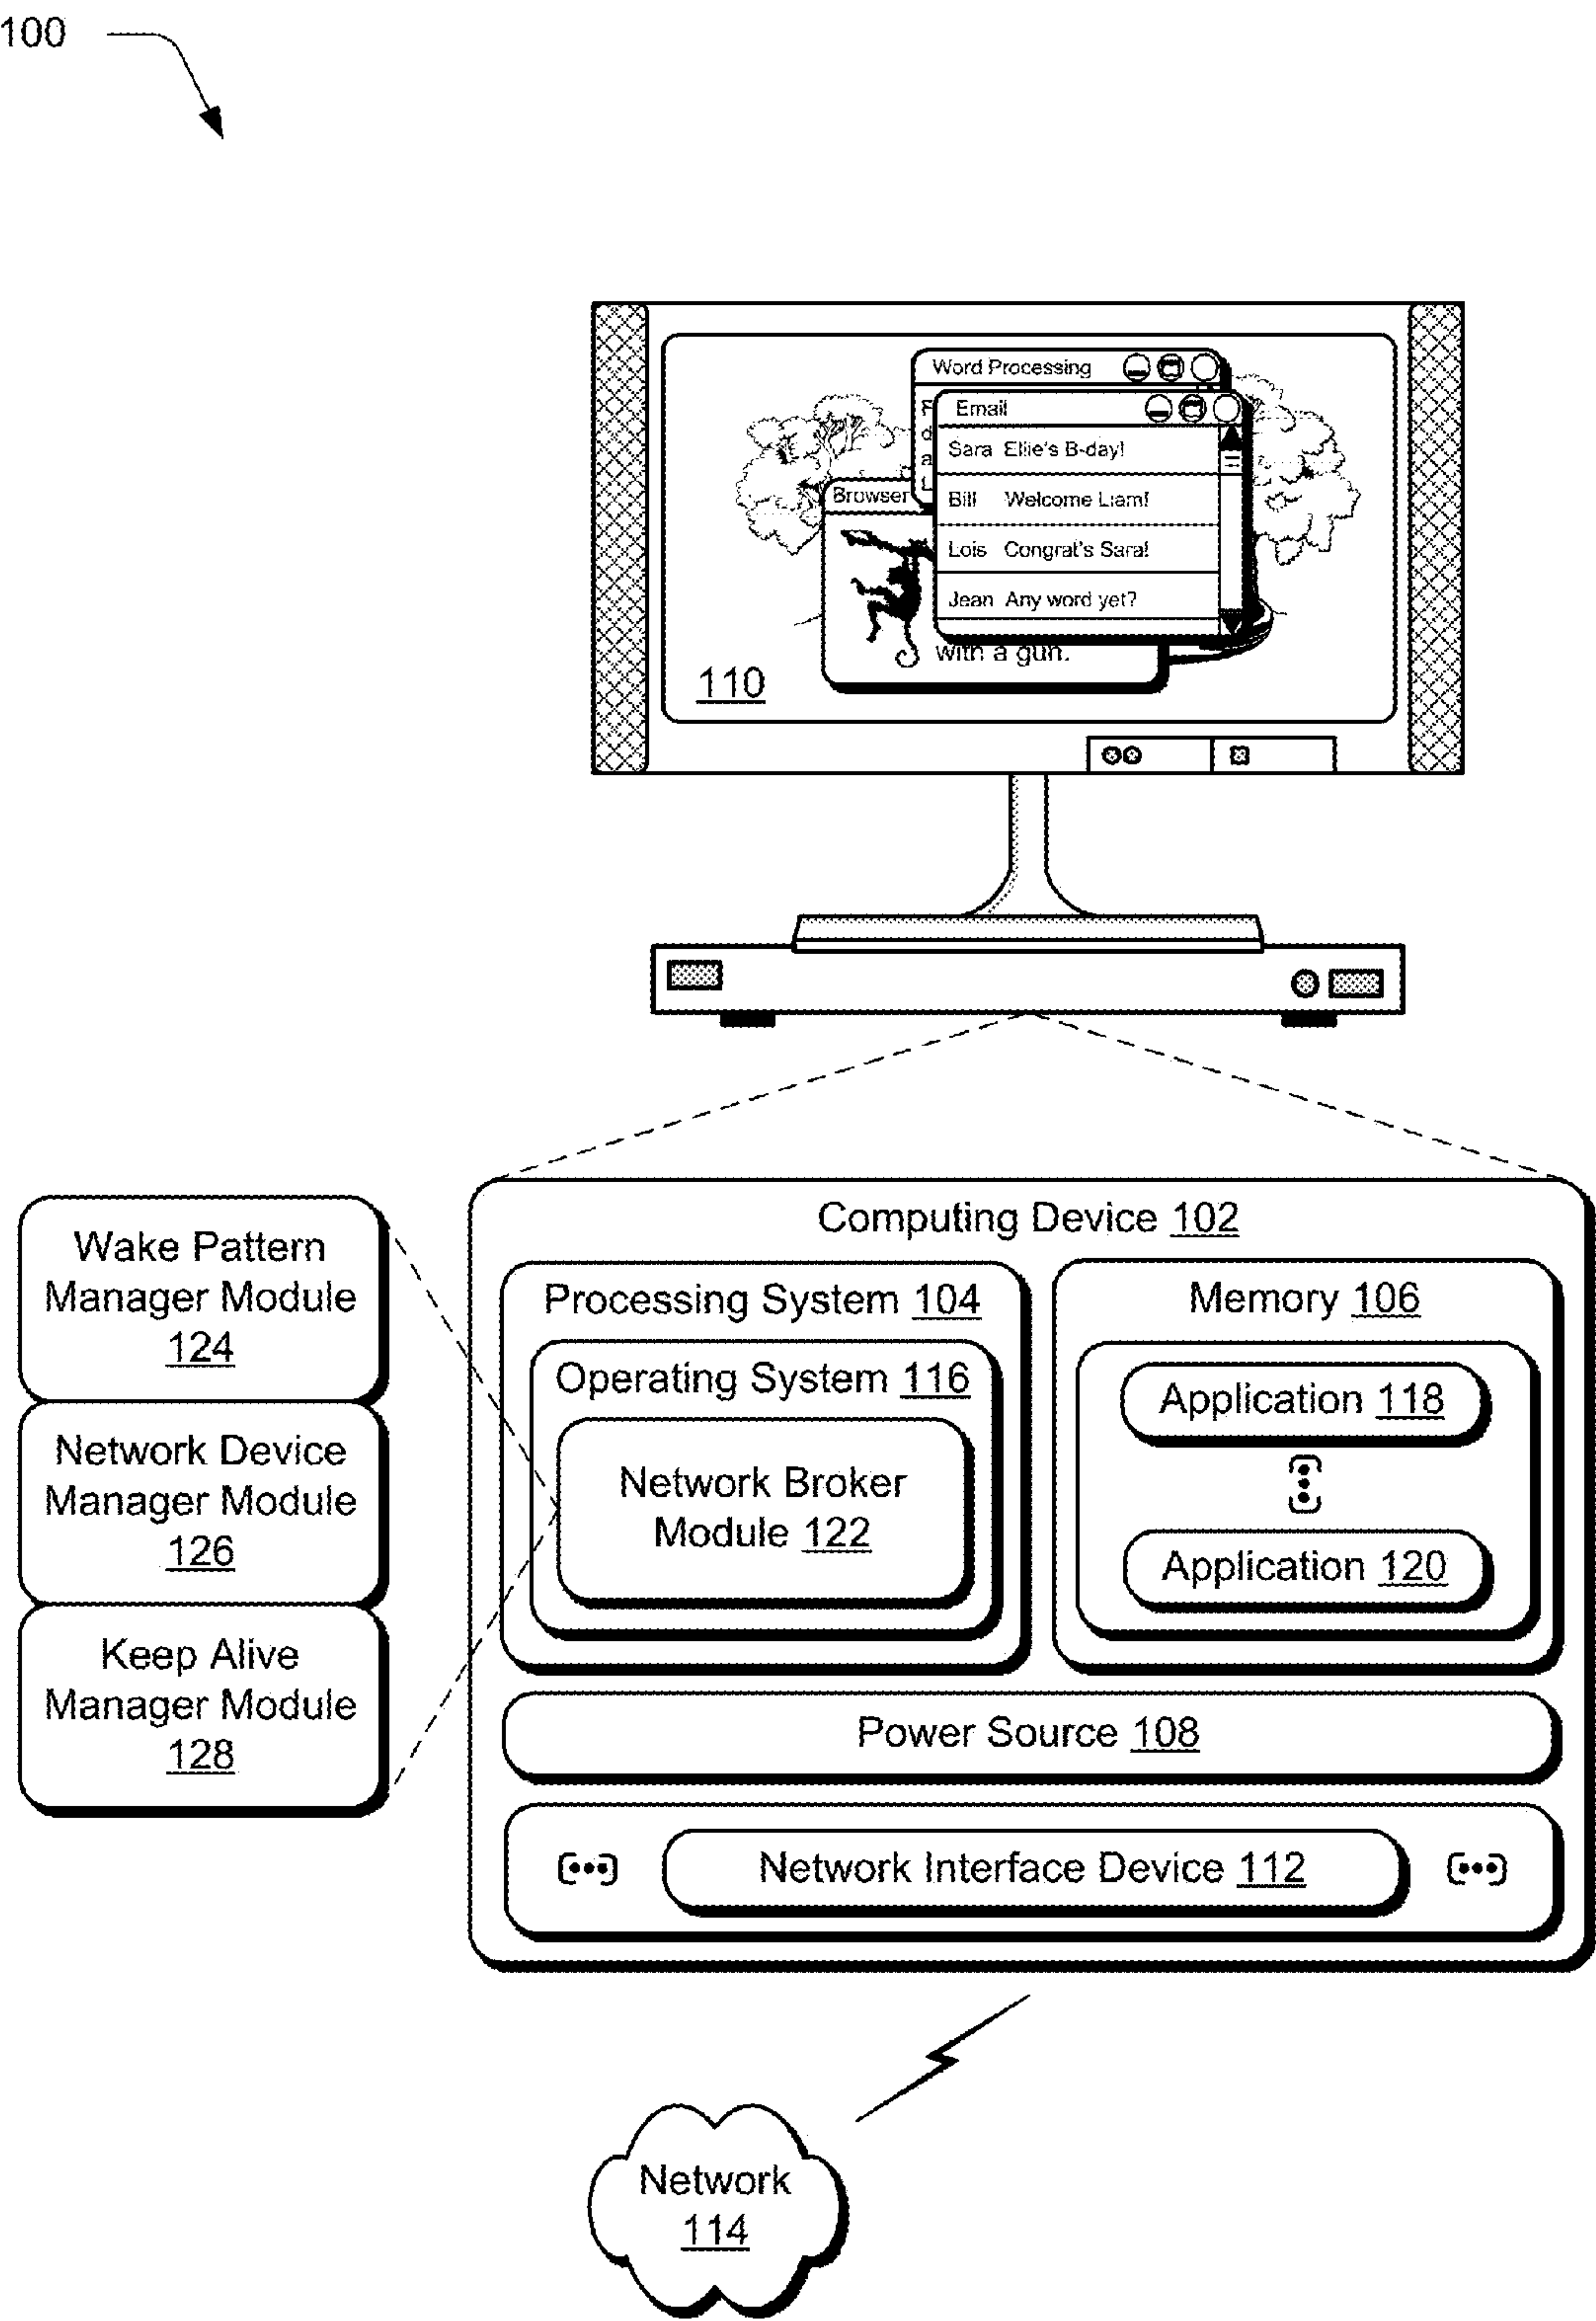 100
Word Processing
F
Email
d
Sara Ellie's B-day!
a
L
Browser
Bill Welcome Liam!
Lois Congrat's Sara!
Jean Any word yet?
with a gun.
110
Computing Device 102
Wake Pattern
Manager Module
124
Network Device
Manager Module
126
Keep Alive
Manager Module
128
Processing System 104
Operating System 116
Network Broker
Module 122
Memory 106
Application 118
Application 120
Power Source 108
Network Interface Device 112
Network
114